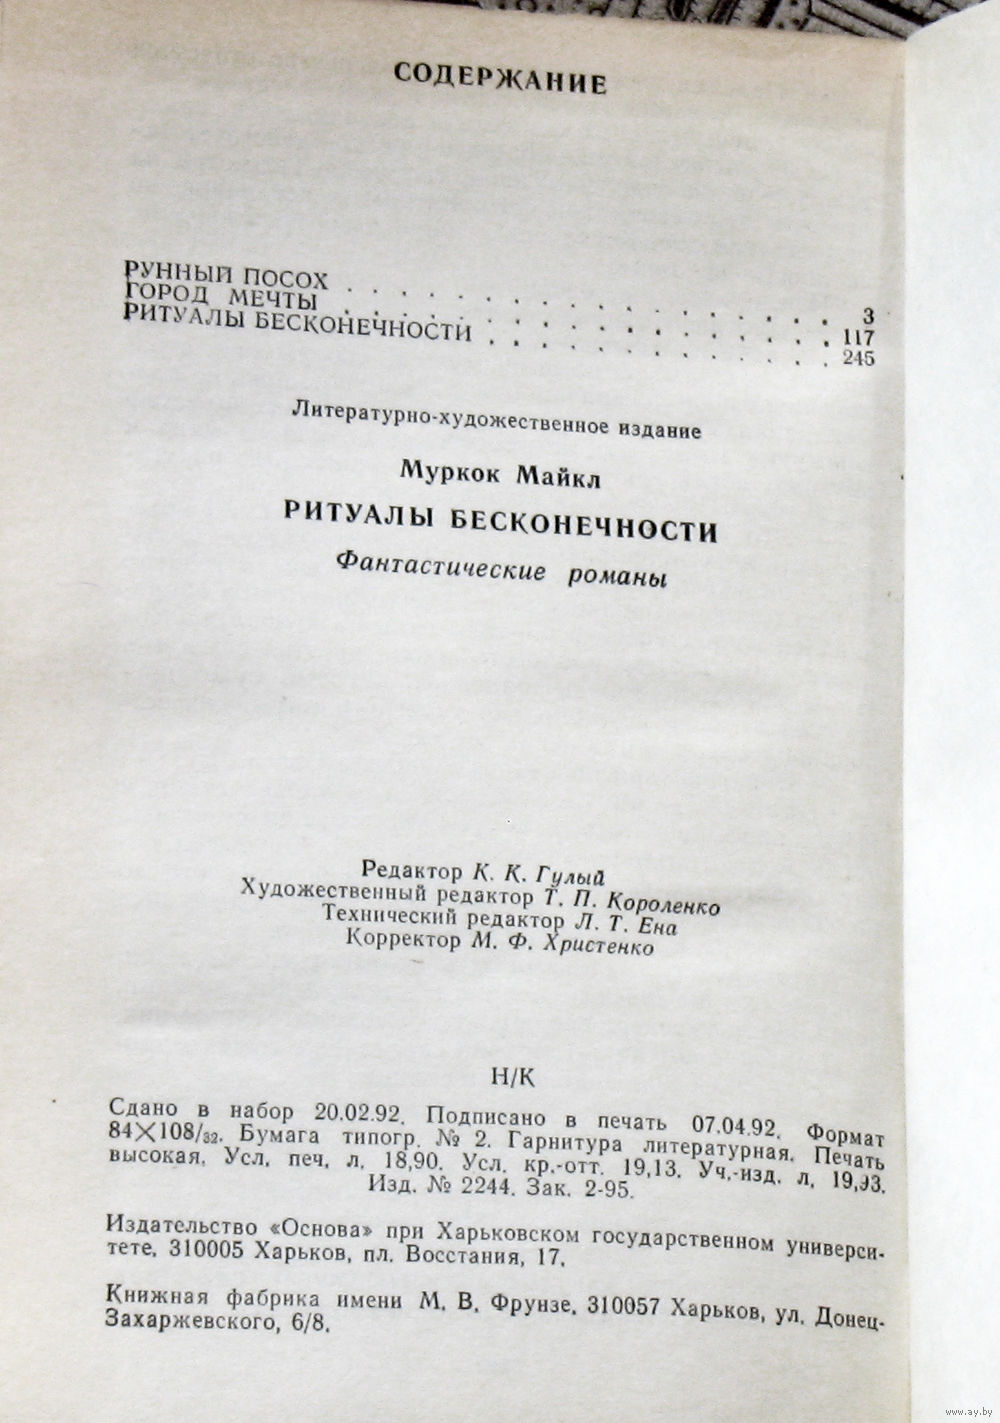 СОДЕРЖАНИЕ
РУННЫЙ ПОСОХ . . . . . . . . . . . . . . . . . . 3
ГОРОД МЕЧТЫ . . . . . . . . . . . . . . . . . . 117
РИТУАЛЫ БЕСКОНЕЧНОСТИ . . . . . . . . . . . . . 245
Литературно-художественное издание
Муркок Майкл
РИТУАЛЫ БЕСКОНЕЧНОСТИ
Фантастические романы
Редактор К. К. Гулый
Художественный редактор Т. П. Короленко
Технический редактор Л. Т. Ена
Корректор М. Ф. Христенко
Н/К
Сдано в набор 20.02.92. Подписано в печать 07.04.92. Формат
84×108/32. Бумага типогр. № 2. Гарнитура литературная. Печать
высокая. Усл. печ. л. 18,90. Усл. кр.-отт. 19,13. Уч.-изд. л. 19,93.
Изд. № 2244. Зак. 2-95.
Издательство «Основа» при Харьковском государственном универси-
тете. 310005 Харьков, пл. Восстания, 17.
Книжная фабрика имени М. В. Фрунзе. 310057 Харьков, ул. Донец-
Захаржевского, 6/8.
www.ay.by